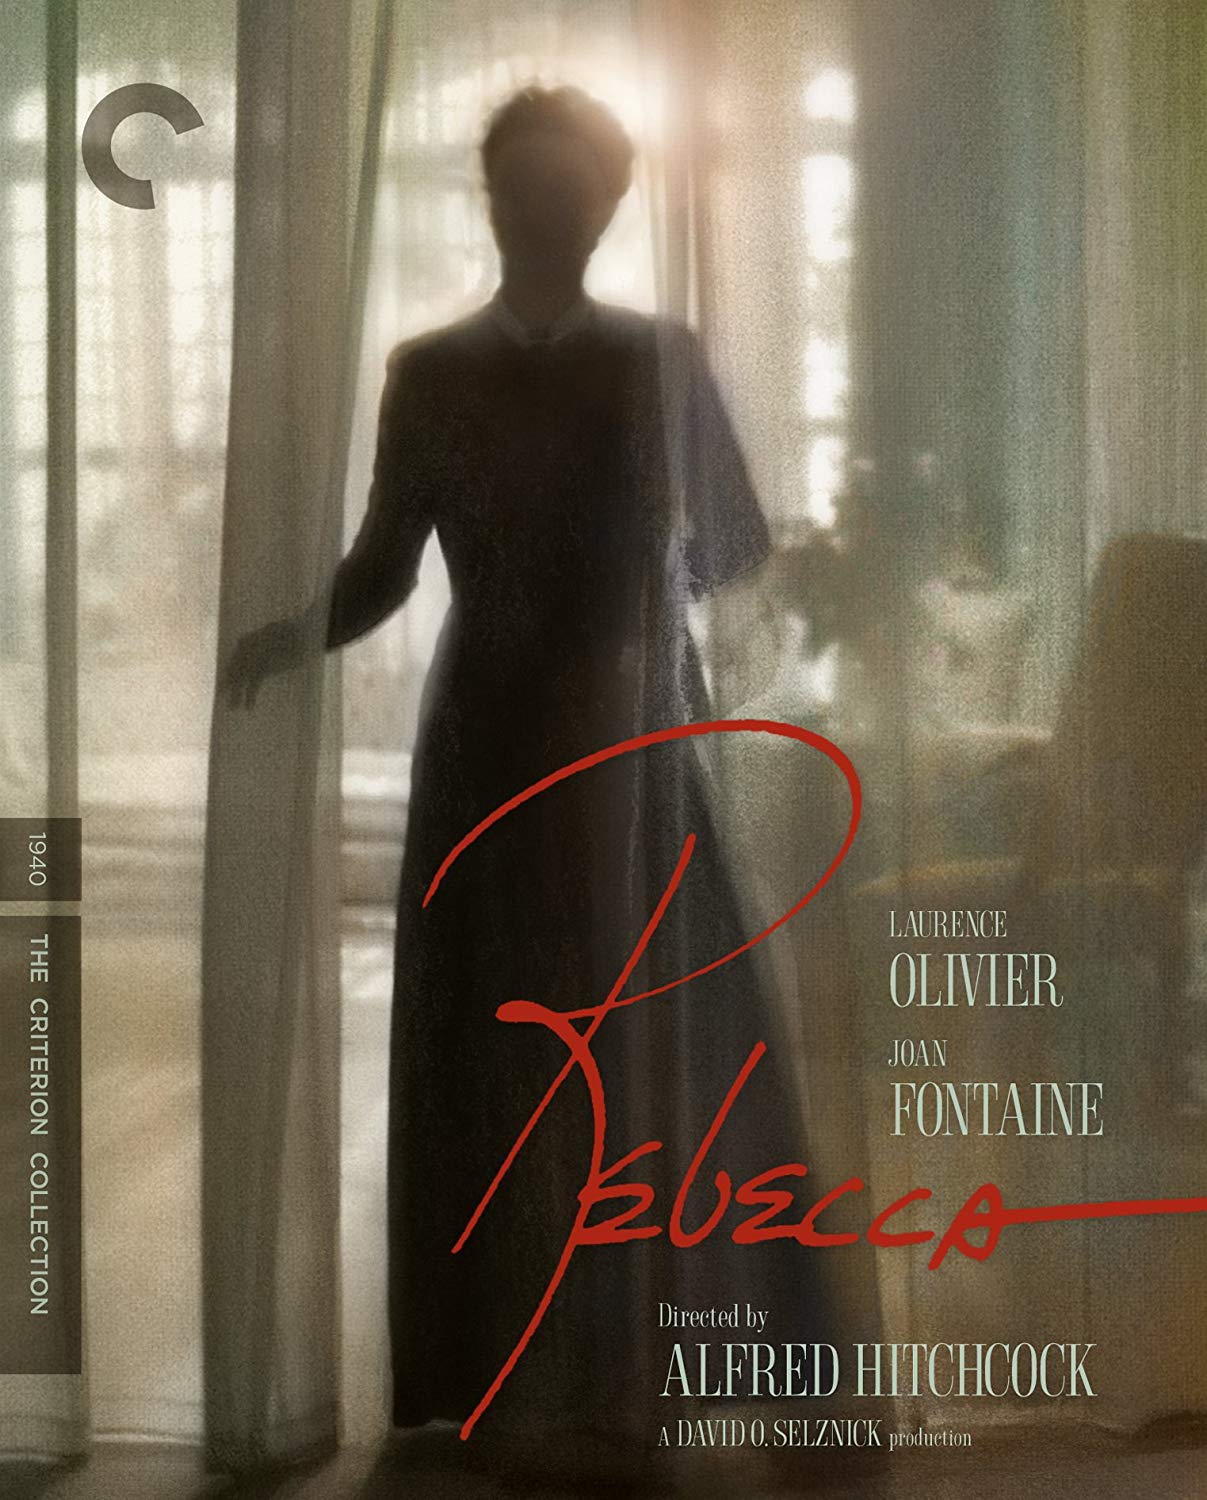 1940
THE CRITERION COLLECTION
LAURENCE
OLIVIER
JOAN
FONTAINE
REBECCA
Directed by
ALFRED HITCHCOCK
A DAVID O. SELZNICK production